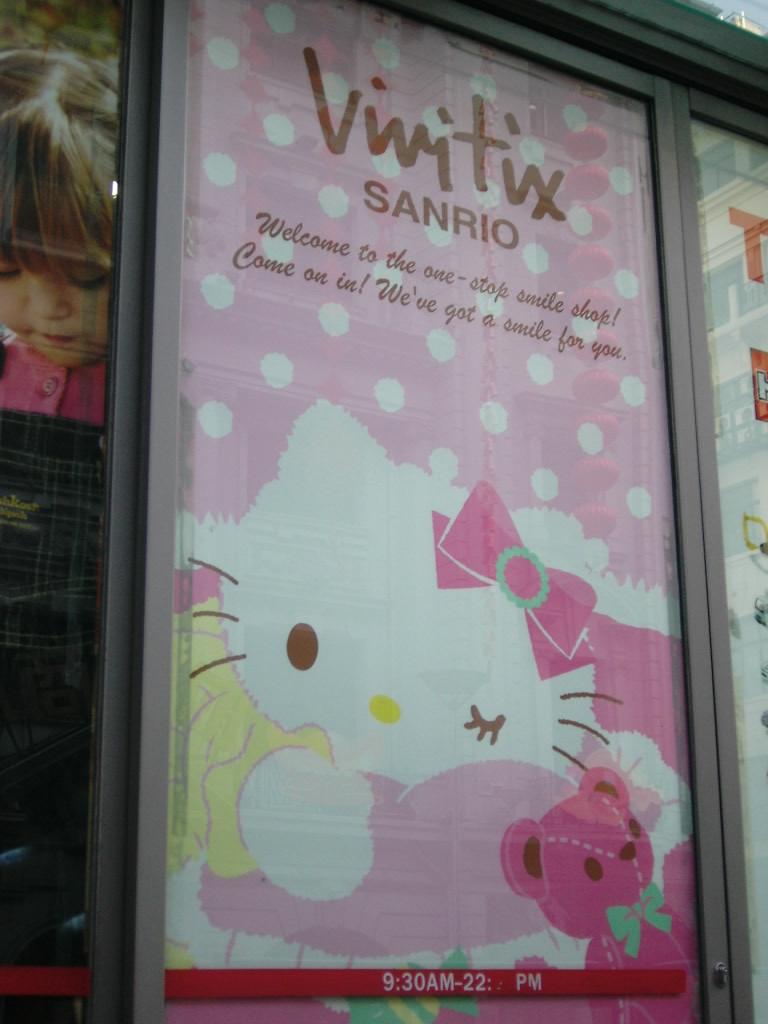 Vivitix
SANRIO
Welcome to the one-stop smile shop!
Come on in! We've got a smile for you.
9:30AM-22: PM